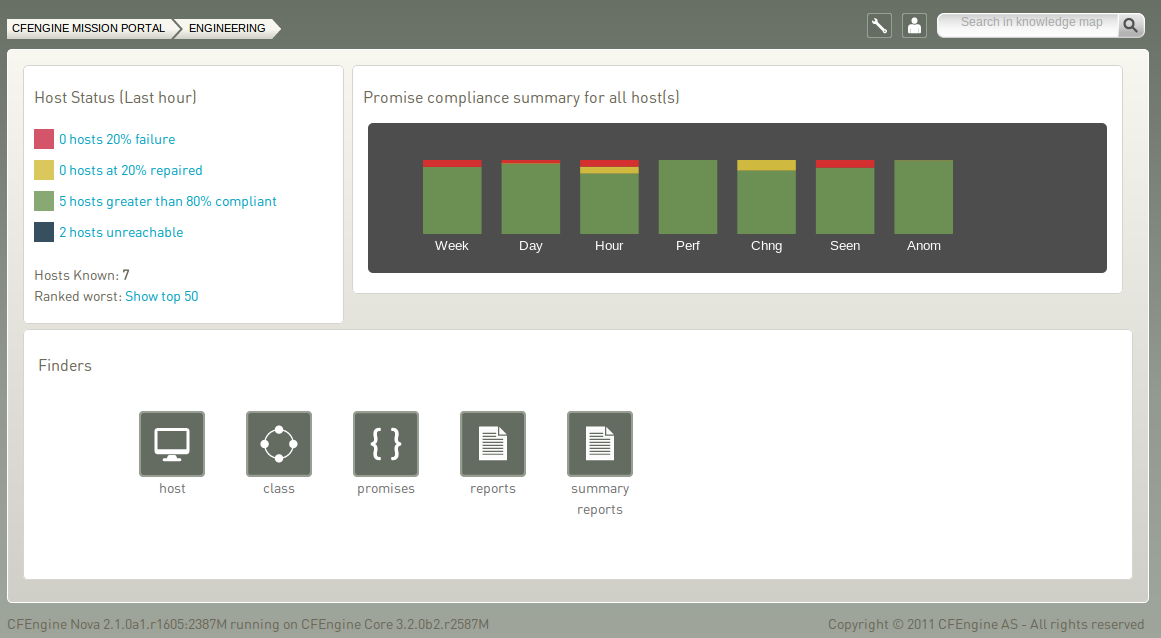 CFENGINE MISSION PORTAL
ENGINEERING
Search in knowledge map
Host Status (Last hour)
0 hosts 20% failure
0 hosts at 20% repaired
5 hosts greater than 80% compliant
2 hosts unreachable
Hosts Known: 7
Ranked worst: Show top 50
Promise compliance summary for all host(s)
Week Day Hour Perf Chng Seen Anom
Finders
host class promises reports summary
reports
CFEngine Nova 2.1.0a1.r1605:2387M running on CFEngine Core 3.2.0b2.r2587M
Copyright © 2011 CFEngine AS - All rights reserved